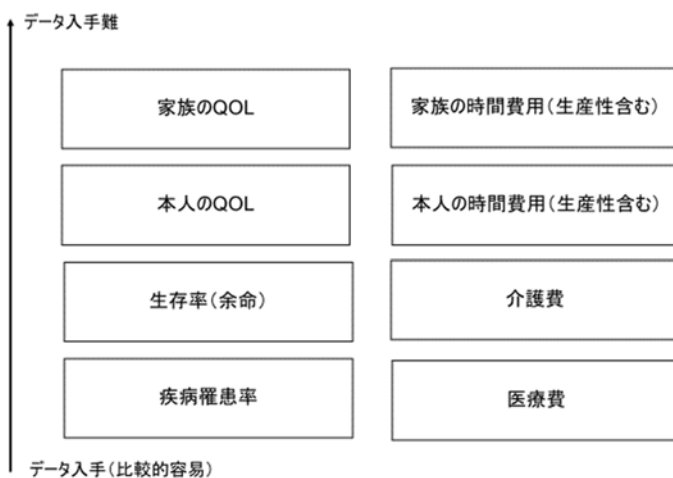 データ入手難
家族のQOL
家族の時間費用(生産性含む)
本人のQOL
本人の時間費用(生産性含む)
生存率(余命)
介護費
疾病罹患率
医療費
データ入手(比較的容易)